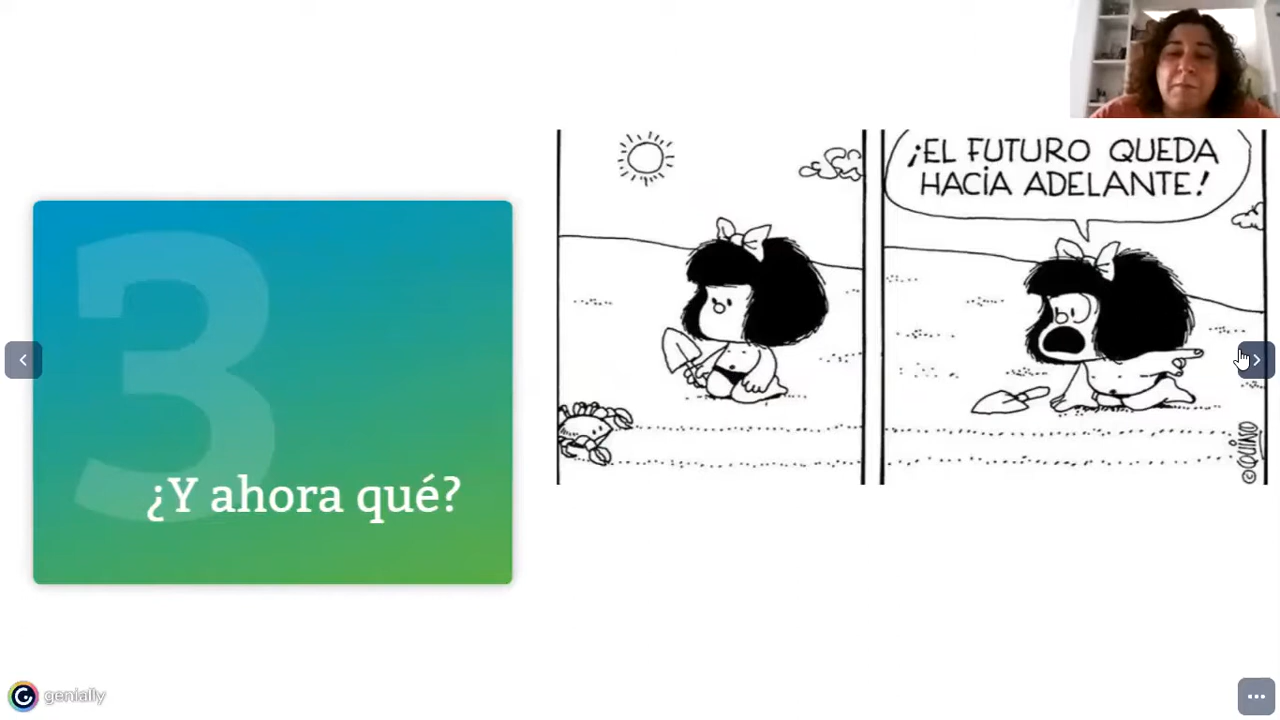 3
¿Y ahora qué?
¡EL FUTURO QUEDA
HACIA ADELANTE!
©QUINO
genially